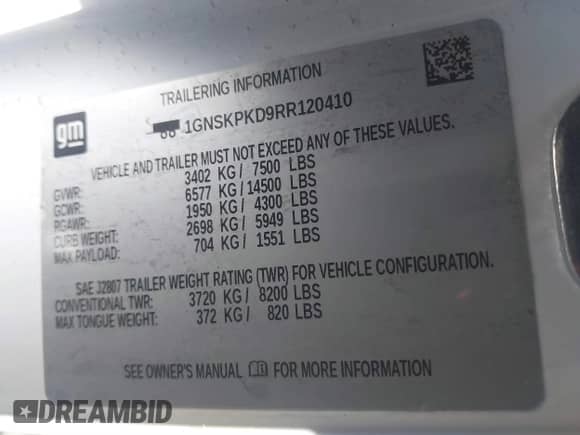 TRAILERING INFORMATION
gm
1GNSKPKD9RR120410
VEHICLE AND TRAILER MUST NOT EXCEED ANY OF THESE VALUES.
GVWR: 3402 KG / 7500 LBS
GCWR: 6577 KG / 14500 LBS
RGAWR: 1950 KG / 4300 LBS
CURB WEIGHT: 2698 KG / 5949 LBS
MAX PAYLOAD: 704 KG / 1551 LBS
SAE J2807 TRAILER WEIGHT RATING (TWR) FOR VEHICLE CONFIGURATION.
CONVENTIONAL TWR: 3720 KG / 8200 LBS
MAX TONGUE WEIGHT: 372 KG / 820 LBS
SEE OWNER'S MANUAL FOR MORE INFORMATION
DREAMBID